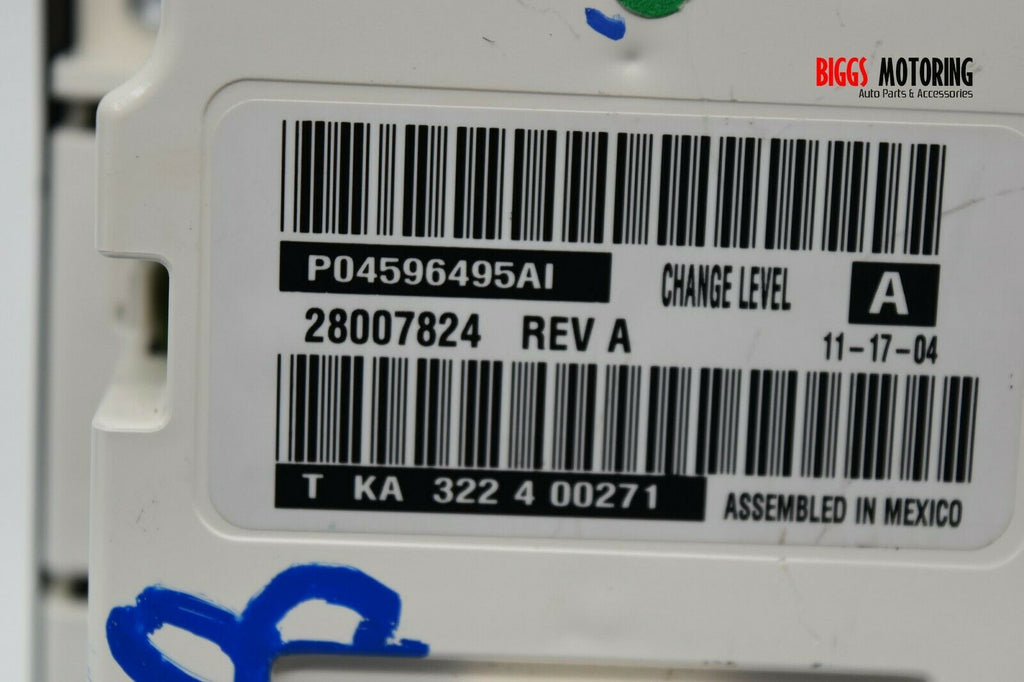 BIGGS MOTORING
Auto Parts & Accessories
P04596495AI CHANGE LEVEL A
28007824 REV A 11-17-04
T KA 322 4 00271 ASSEMBLED IN MEXICO